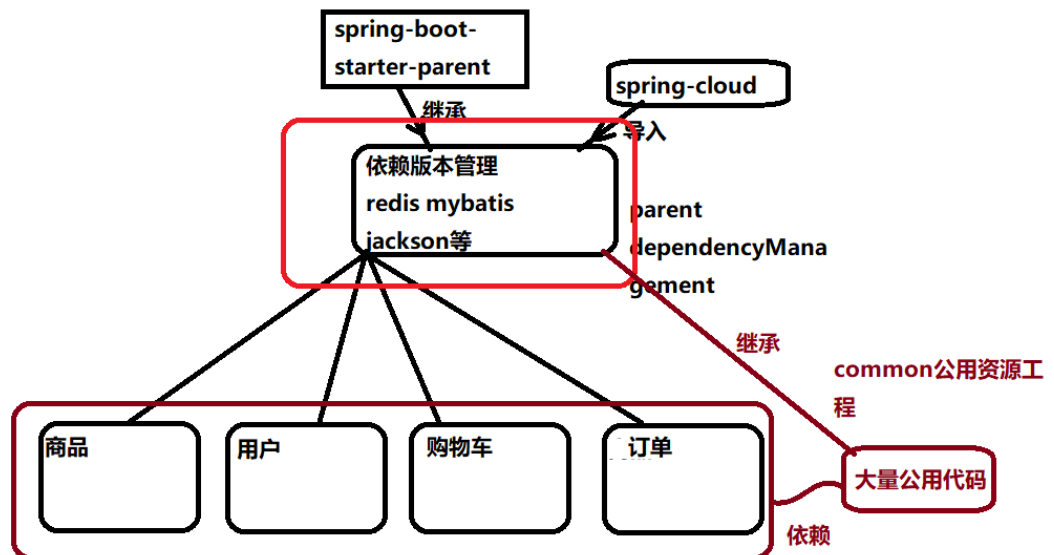 spring-boot-
starter-parent
spring-cloud
继承
导入
依赖版本管理
redis mybatis
jackson等
parent
dependencyMana
gement
继承
common公用资源工
程
商品
用户
购物车
订单
大量公用代码
依赖